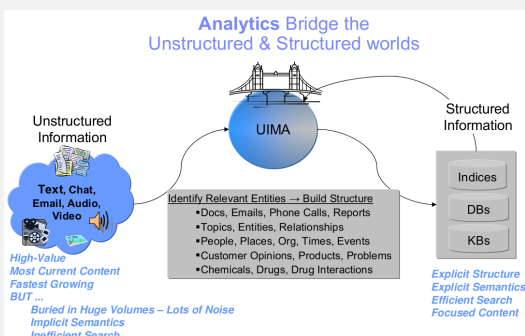 Analytics Bridge the
Unstructured & Structured worlds
Unstructured
Information
Text, Chat,
Email, Audio,
Video
UIMA
Structured
Information
Indices
DBs
KBs
Identify Relevant Entities → Build Structure
▪Docs, Emails, Phone Calls, Reports
▪Topics, Entities, Relationships
▪People, Places, Org, Times, Events
▪Customer Opinions, Products, Problems
▪Chemicals, Drugs, Drug Interactions
High-Value
Most Current Content
Fastest Growing
BUT ...
Buried in Huge Volumes – Lots of Noise
Implicit Semantics
Inefficient Search
Explicit Structure
Explicit Semantics
Efficient Search
Focused Content